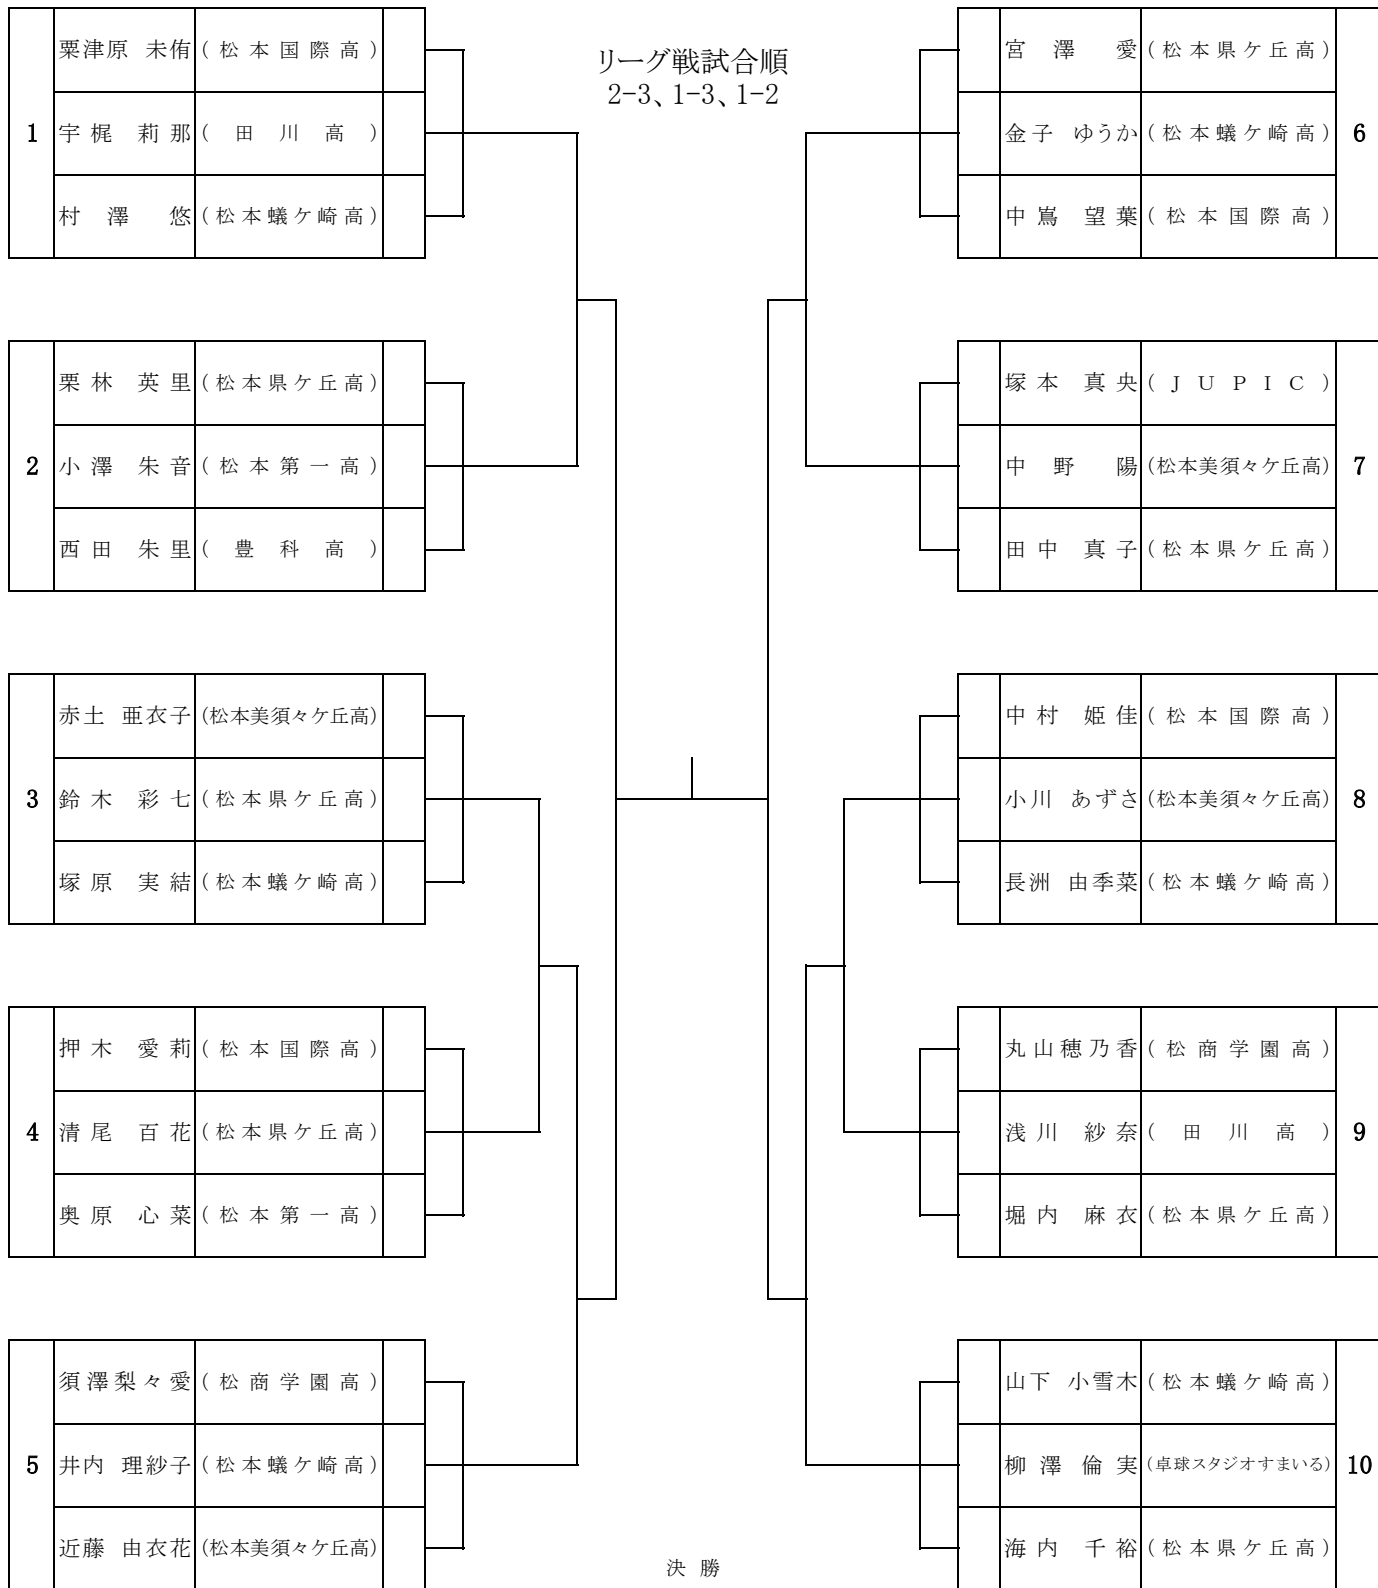 リーグ戦試合順
2-3、1-3、1-2
1
粟津原 未侑 (松本国際高)
宇梶 莉那 (田川高)
村澤 悠 (松本蟻ケ崎高)
2
栗林 英里 (松本県ケ丘高)
小澤 朱音 (松本第一高)
西田 朱里 (豊科高)
3
赤土 亜衣子 (松本美須々ケ丘高)
鈴木 彩七 (松本県ケ丘高)
塚原 実結 (松本蟻ケ崎高)
4
押木 愛莉 (松本国際高)
清尾 百花 (松本県ケ丘高)
奥原 心菜 (松本第一高)
5
須澤梨々愛 (松商学園高)
井内 理紗子 (松本蟻ケ崎高)
近藤 由衣花 (松本美須々ケ丘高)
宮澤 愛 (松本県ケ丘高)
金子 ゆうか (松本蟻ケ崎高)
中嶌 望葉 (松本国際高)
6
塚本 真央 (JUPIC)
中野 陽 (松本美須々ケ丘高)
田中 真子 (松本県ケ丘高)
7
中村 姫佳 (松本国際高)
小川 あずさ (松本美須々ケ丘高)
長洲 由季菜 (松本蟻ケ崎高)
8
丸山穂乃香 (松商学園高)
浅川 紗奈 (田川高)
堀内 麻衣 (松本県ケ丘高)
9
山下 小雪木 (松本蟻ケ崎高)
柳澤 倫実 (卓球スタジオすまいる)
海内 千裕 (松本県ケ丘高)
10
決勝